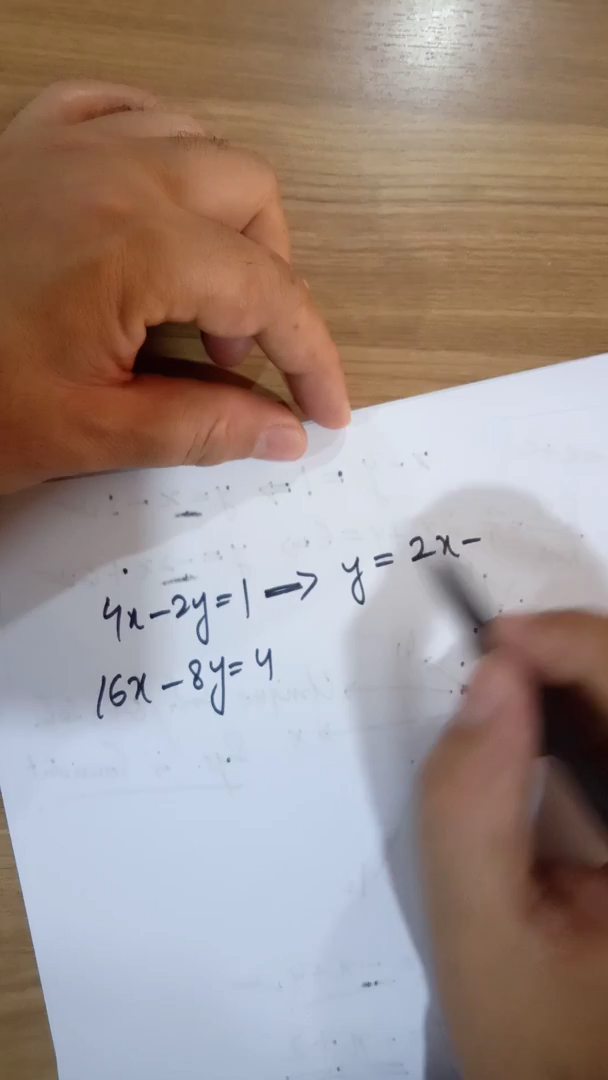 4x-2y=1 → y = 2x-
16x-8y=4